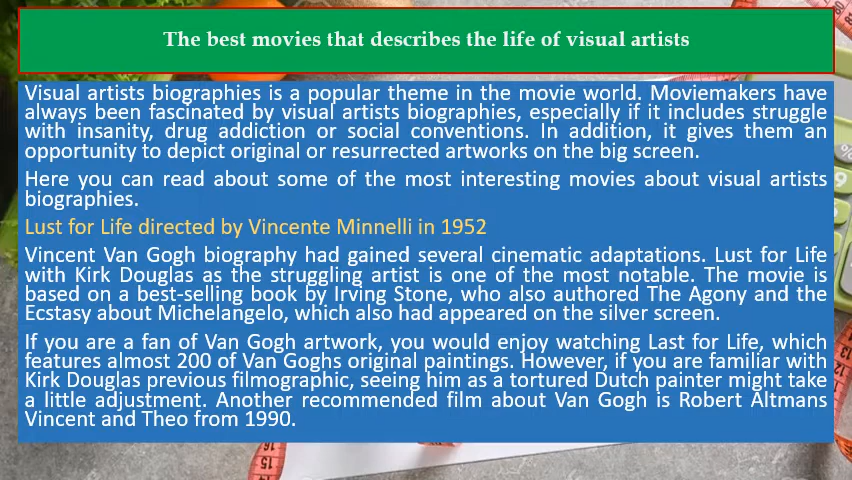 The best movies that describes the life of visual artists
Visual artists biographies is a popular theme in the movie world. Moviemakers have
always been fascinated by visual artists biographies, especially if it includes struggle
with insanity, drug addiction or social conventions. In addition, it gives them an
opportunity to depict original or resurrected artworks on the big screen.
Here you can read about some of the most interesting movies about visual artists
biographies.
Lust for Life directed by Vincente Minnelli in 1952
Vincent Van Gogh biography had gained several cinematic adaptations. Lust for Life
with Kirk Douglas as the struggling artist is one of the most notable. The movie is
based on a best-selling book by Irving Stone, who also authored The Agony and the
Ecstasy about Michelangelo, which also had appeared on the silver screen.
If you are a fan of Van Gogh artwork, you would enjoy watching Last for Life, which
features almost 200 of Van Goghs original paintings. However, if you are familiar with
Kirk Douglas previous filmographic, seeing him as a tortured Dutch painter might take
a little adjustment. Another recommended film about Van Gogh is Robert Altmans
Vincent and Theo from 1990.
80
81
%
9
6
16
15
14